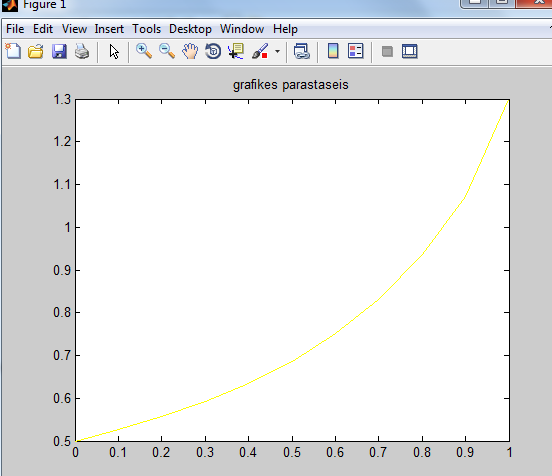 Figure 1
File Edit View Insert Tools Desktop Window Help
grafikes parastaseis
1.3
1.2
1.1
1
0.9
0.8
0.7
0.6
0.5
0 0.1 0.2 0.3 0.4 0.5 0.6 0.7 0.8 0.9 1